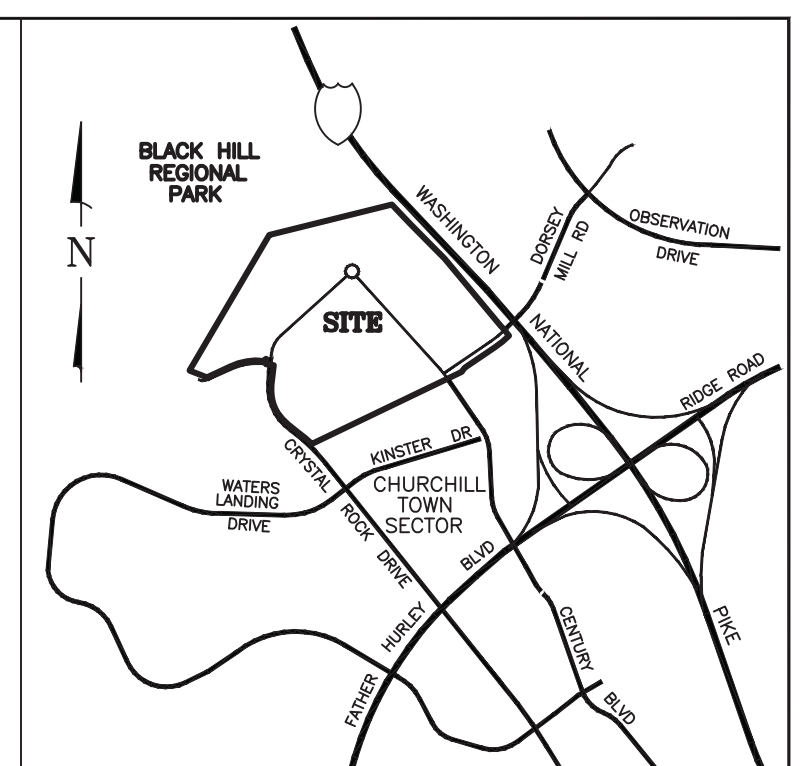 BLACK HILL
REGIONAL
PARK
N
WASHINGTON
NATIONAL
PIKE
DORSEY
MILL RD
OBSERVATION
DRIVE
SITE
RIDGE ROAD
CRYSTAL
ROCK DRIVE
KINSTER DR
WATERS
LANDING
DRIVE
CHURCHILL
TOWN
SECTOR
FATHER HURLEY BLVD
CENTURY
BLVD